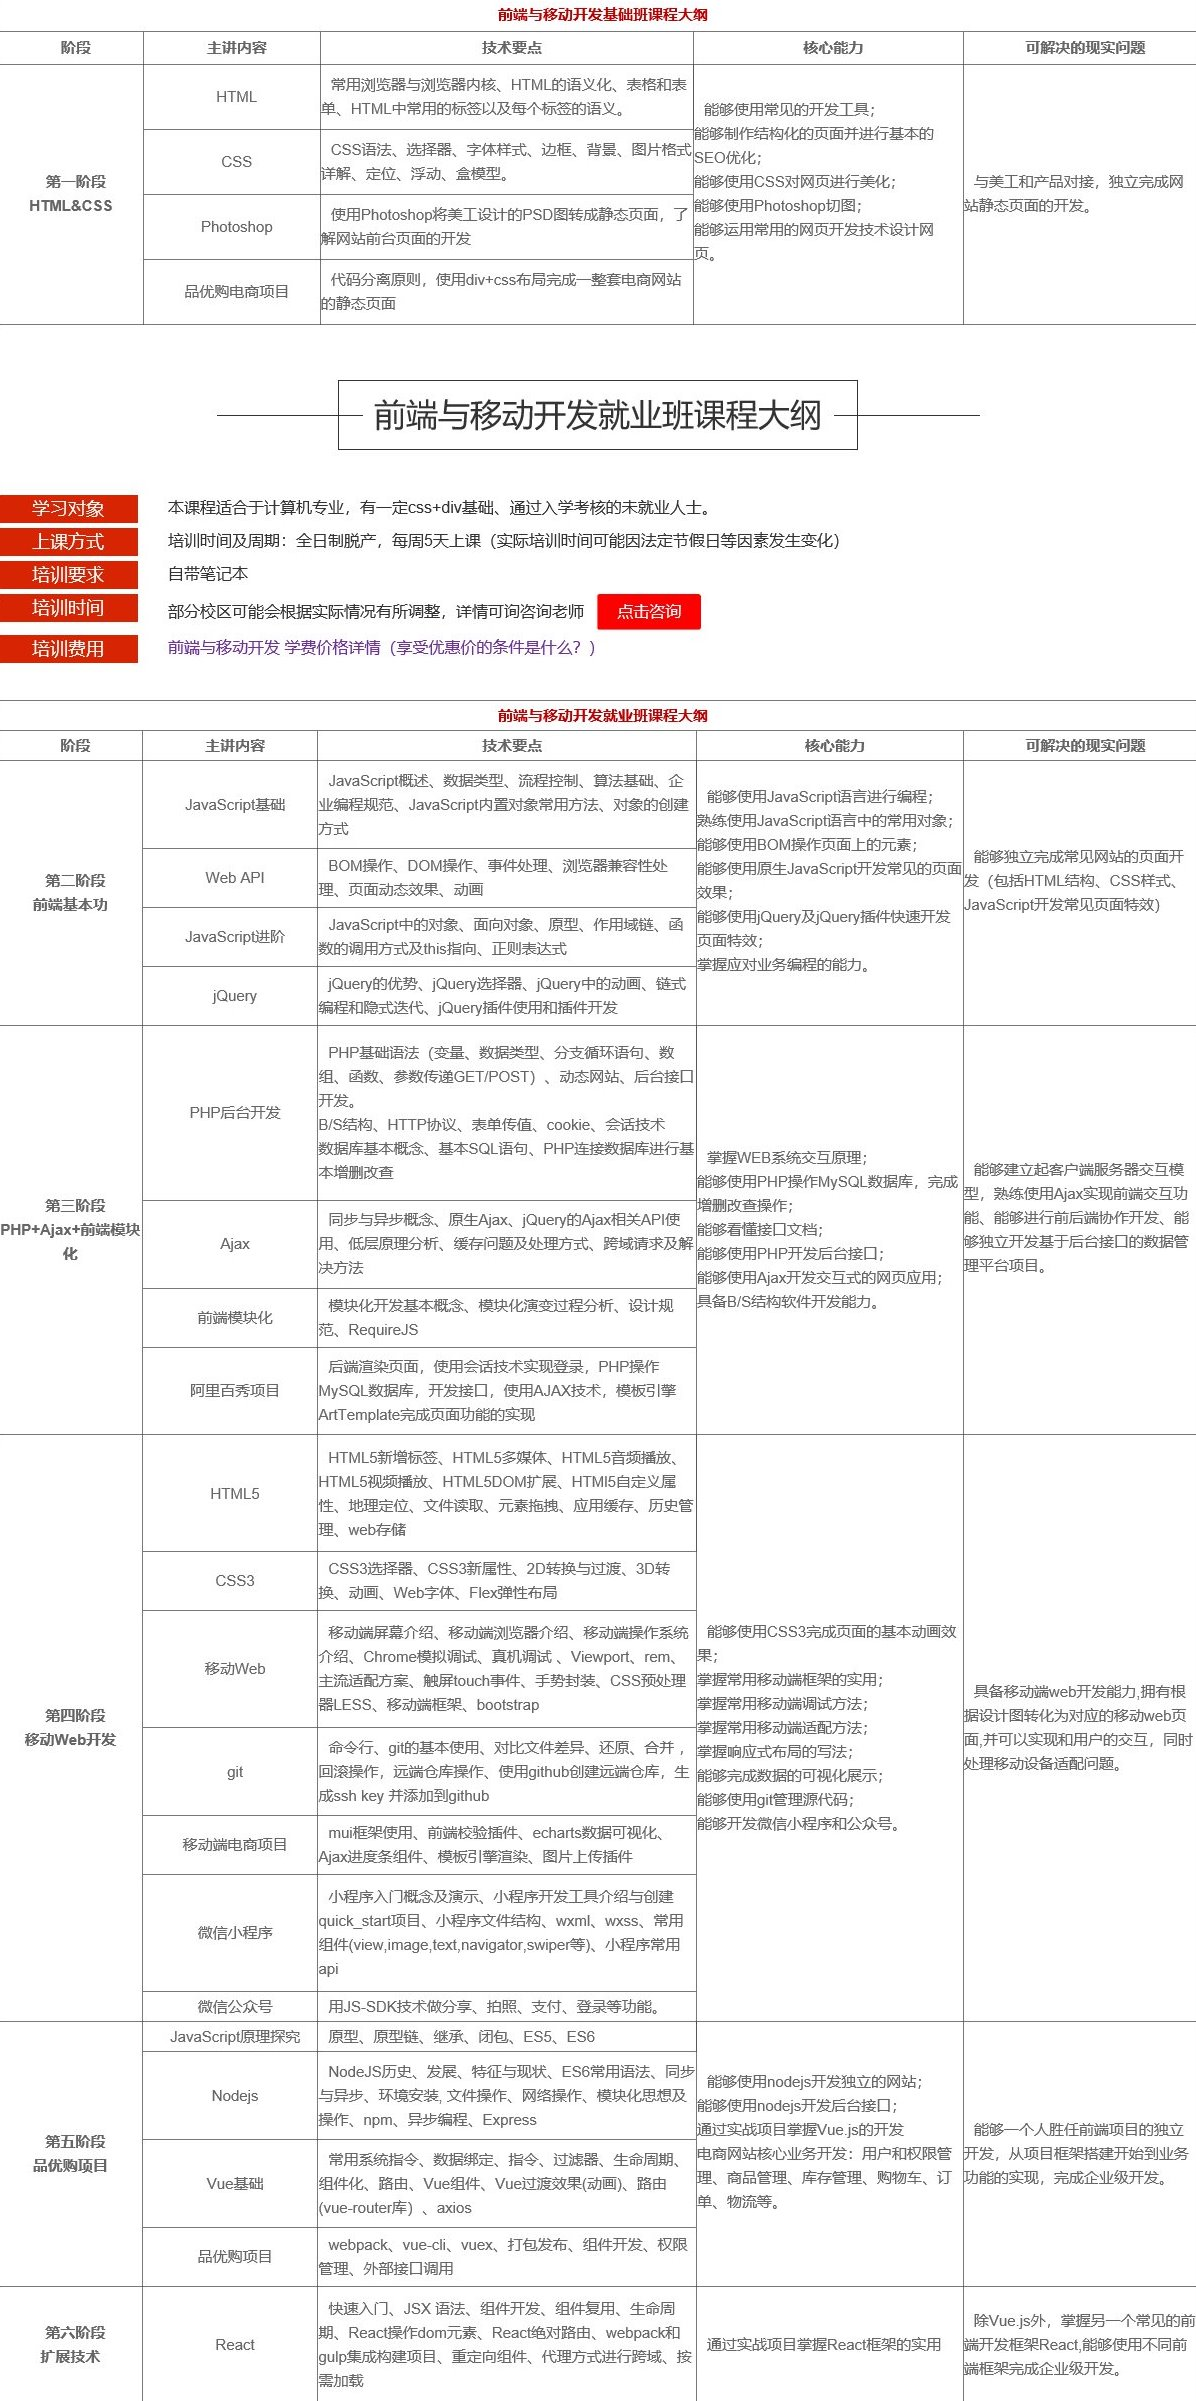 前端与移动开发基础班课程大纲
阶段 主讲内容 技术要点 核心能力 可解决的现实问题
第一阶段
HTML&CSS
HTML
常用浏览器与浏览器内核、HTML的语义化、表格和表
单、HTML中常用的标签以及每个标签的语义。
CSS
CSS语法、选择器、字体样式、边框、背景、图片格式
详解、定位、浮动、盒模型。
Photoshop
使用Photoshop将美工设计的PSD图转成静态页面，了
解网站前台页面的开发
品优购电商项目
代码分离原则，使用div+css布局完成一整套电商网站
的静态页面
能够使用常见的开发工具；
能够制作结构化的页面并进行基本的
SEO优化；
能够使用CSS对网页进行美化；
能够使用Photoshop切图；
能够运用常用的网页开发技术设计网
页。
与美工和产品对接，独立完成网
站静态页面的开发。
前端与移动开发就业班课程大纲
学习对象 本课程适合于计算机专业，有一定css+div基础、通过入学考核的未就业人士。
上课方式 培训时间及周期：全日制脱产，每周5天上课（实际培训时间可能因法定节假日等因素发生变化）
培训要求 自带笔记本
培训时间 部分校区可能会根据实际情况有所调整，详情可询咨询老师 点击咨询
培训费用 前端与移动开发 学费价格详情（享受优惠价的条件是什么？）
前端与移动开发就业班课程大纲
阶段 主讲内容 技术要点 核心能力 可解决的现实问题
第二阶段
前端基本功
JavaScript基础
JavaScript概述、数据类型、流程控制、算法基础、企
业编程规范、JavaScript内置对象常用方法、对象的创建
方式
Web API
BOM操作、DOM操作、事件处理、浏览器兼容性处
理、页面动态效果、动画
JavaScript进阶
JavaScript中的对象、面向对象、原型、作用域链、函
数的调用方式及this指向、正则表达式
jQuery
jQuery的优势、jQuery选择器、jQuery中的动画、链式
编程和隐式迭代、jQuery插件使用和插件开发
能够使用JavaScript语言进行编程；
熟练使用JavaScript语言中的常用对象；
能够使用BOM操作页面上的元素；
能够使用原生JavaScript开发常见的页面
效果；
能够使用jQuery及jQuery插件快速开发
页面特效；
掌握应对业务编程的能力。
能够独立完成常见网站的页面开
发（包括HTML结构、CSS样式、
JavaScript开发常见页面特效）
第三阶段
PHP+Ajax+前端模块
化
PHP后台开发
PHP基础语法（变量、数据类型、分支循环语句、数
组、函数、参数传递GET/POST）、动态网站、后台接口
开发。
B/S结构、HTTP协议、表单传值、cookie、会话技术
数据库基本概念、基本SQL语句、PHP连接数据库进行基
本增删改查
Ajax
同步与异步概念、原生Ajax、jQuery的Ajax相关API使
用、低层原理分析、缓存问题及处理方式、跨域请求及解
决方法
前端模块化
模块化开发基本概念、模块化演变过程分析、设计规
范、RequireJS
阿里百秀项目
后端渲染页面，使用会话技术实现登录，PHP操作
MySQL数据库，开发接口，使用AJAX技术，模板引擎
ArtTemplate完成页面功能的实现
掌握WEB系统交互原理；
能够使用PHP操作MySQL数据库，完成
增删改查操作；
能够看懂接口文档；
能够使用PHP开发后台接口；
能够使用Ajax开发交互式的网页应用；
具备B/S结构软件开发能力。
能够建立起客户端服务器交互模
型，熟练使用Ajax实现前端交互功
能、能够进行前后端协作开发、能
够独立开发基于后台接口的数据管
理平台项目。
第四阶段
移动Web开发
HTML5
HTML5新增标签、HTML5多媒体、HTML5音频播放、
HTML5视频播放、HTML5DOM扩展、HTMl5自定义属
性、地理定位、文件读取、元素拖拽、应用缓存、历史管
理、web存储
CSS3
CSS3选择器、CSS3新属性、2D转换与过渡、3D转
换、动画、Web字体、Flex弹性布局
移动Web
移动端屏幕介绍、移动端浏览器介绍、移动端操作系统
介绍、Chrome模拟调试、真机调试 、Viewport、rem、
主流适配方案、触屏touch事件、手势封装、CSS预处理
器LESS、移动端框架、bootstrap
git
命令行、git的基本使用、对比文件差异、还原、合并 ，
回滚操作，远端仓库操作、使用github创建远端仓库，生
成ssh key 并添加到github
移动端电商项目
mui框架使用、前端校验插件、echarts数据可视化、
Ajax进度条组件、模板引擎渲染、图片上传插件
微信小程序
小程序入门概念及演示、小程序开发工具介绍与创建
quick_start项目、小程序文件结构、wxml、wxss、常用
组件(view,image,text,navigator,swiper等)、小程序常用
api
微信公众号
用JS-SDK技术做分享、拍照、支付、登录等功能。
能够使用CSS3完成页面的基本动画效
果；
掌握常用移动端框架的实用；
掌握常用移动端调试方法；
掌握常用移动端适配方法；
掌握响应式布局的写法；
能够完成数据的可视化展示；
能够使用git管理源代码；
能够开发微信小程序和公众号。
具备移动端web开发能力,拥有根
据设计图转化为对应的移动web页
面,并可以实现和用户的交互，同时
处理移动设备适配问题。
第五阶段
品优购项目
JavaScript原理探究
原型、原型链、继承、闭包、ES5、ES6
Nodejs
NodeJS历史、发展、特征与现状、ES6常用语法、同步
与异步、环境安装, 文件操作、网络操作、模块化思想及
操作、npm、异步编程、Express
Vue基础
常用系统指令、数据绑定、指令、过滤器、生命周期、
组件化、路由、Vue组件、Vue过渡效果(动画)、路由
(vue-router库）、axios
品优购项目
webpack、vue-cli、vuex、打包发布、组件开发、权限
管理、外部接口调用
能够使用nodejs开发独立的网站；
能够使用nodejs开发后台接口；
通过实战项目掌握Vue.js的开发
电商网站核心业务开发：用户和权限管
理、商品管理、库存管理、购物车、订
单、物流等。
能够一个人胜任前端项目的独立
开发，从项目框架搭建开始到业务
功能的实现，完成企业级开发。
第六阶段
扩展技术
React
快速入门、JSX 语法、组件开发、组件复用、生命周
期、React操作dom元素、React绝对路由、webpack和
gulp集成构建项目、重定向组件、代理方式进行跨域、按
需加载
通过实战项目掌握React框架的实用
除Vue.js外，掌握另一个常见的前
端开发框架React,能够使用不同前
端框架完成企业级开发。